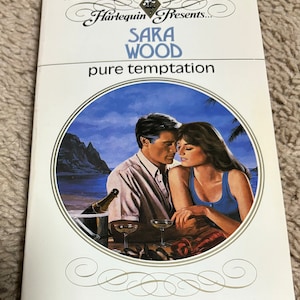 Harlequin Presents...
SARA
WOOD
pure temptation